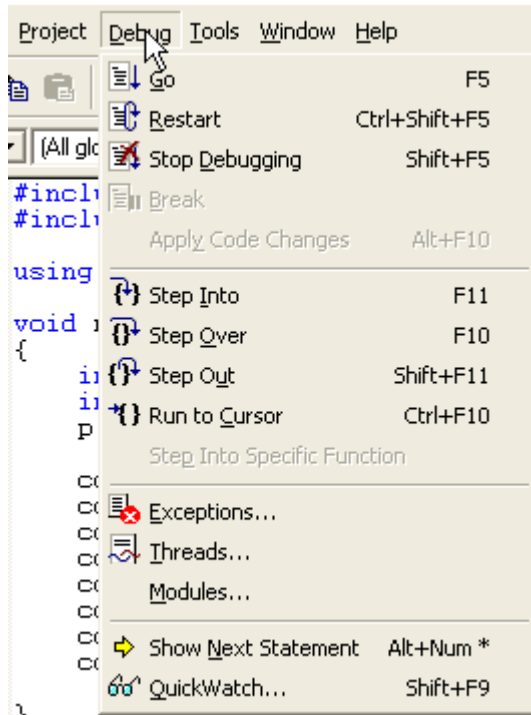 Project Debug Tools Window Help
Go F5
Restart Ctrl+Shift+F5
(All glo
Stop Debugging Shift+F5
#inclu
Break
#inclu
Apply Code Changes Alt+F10
using
Step Into F11
void
Step Over F10
{
Step Out Shift+F11
Run to Cursor Ctrl+F10
p
Step Into Specific Function
Exceptions...
Threads...
Modules...
Show Next Statement Alt+Num *
QuickWatch... Shift+F9
}